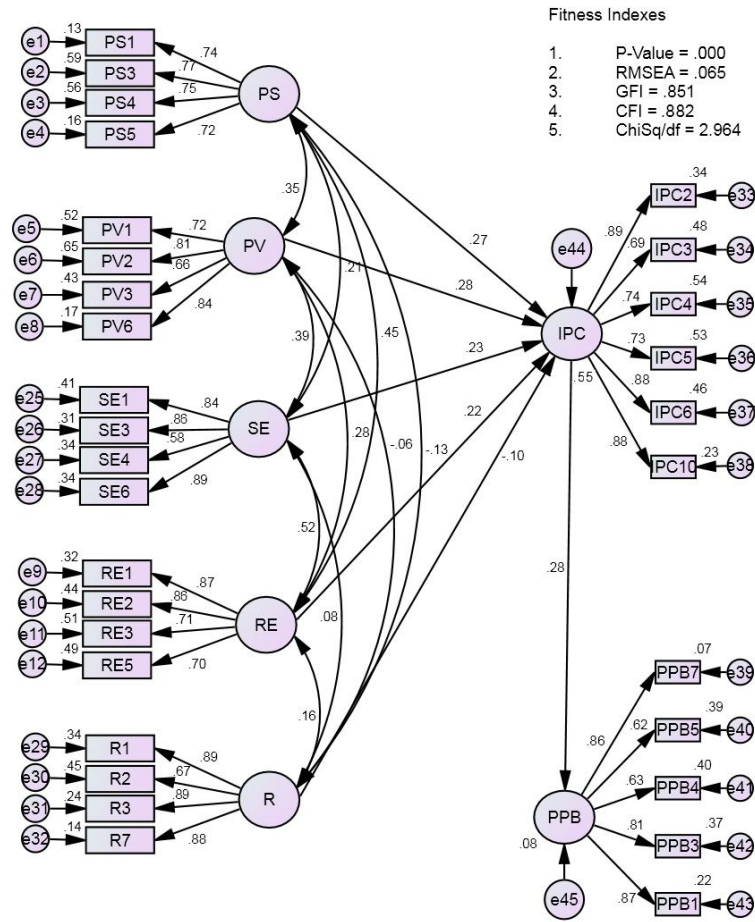 Fitness Indexes
1. P-Value = .000
2. RMSEA = .065
3. GFI = .851
4. CFI = .882
5. ChiSq/df = 2.964
e1 .13 PS1 .74
e2 .59 PS3 .77
e3 .56 PS4 .75
e4 .16 PS5 .72
PS
.35
e5 .52 PV1 .72
e6 .65 PV2 .81
e7 .43 PV3 .66
e8 .17 PV6 .84
PV
.21
.45
.39
e25 .41 SE1 .84
e26 .31 SE3 .86
e27 .34 SE4 .58
e28 .34 SE6 .89
SE
.28
-.06
-.13
.52
e9 .32 RE1 .87
e10 .44 RE2 .86
e11 .51 RE3 .71
e12 .49 RE5 .70
RE
.08
.16
e29 .34 R1 .89
e30 .45 R2 .67
e31 .24 R3 .89
e32 .14 R7 .88
R
.27
.28
.23
.22
-.10
e44
IPC
.55
.89 IPC2 .34 e33
.69 IPC3 .48 e34
.74 IPC4 .54 e35
.73 IPC5 .53 e36
.88 IPC6 .46 e37
.88 IPC10 .23 e38
.28
PPB
.08
e45
.86 PPB7 .07 e39
.62 PPB5 .39 e40
.63 PPB4 .40 e41
.81 PPB3 .37 e42
.87 PPB1 .22 e43